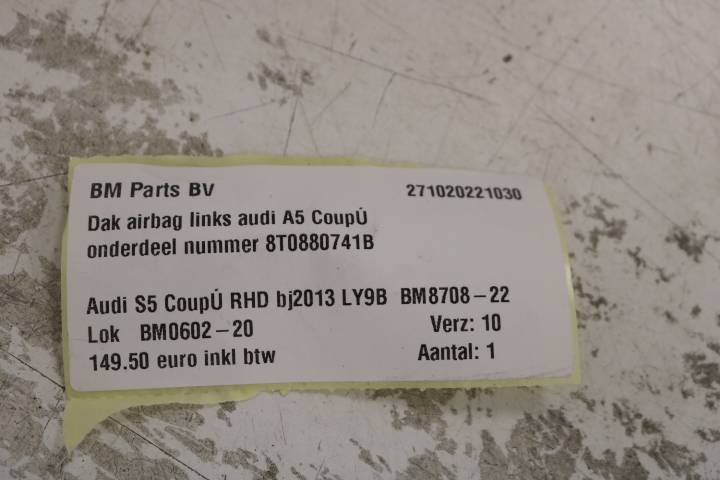 BM Parts BV 271020221030
Dak airbag links audi A5 CoupÚ
onderdeel nummer 8T0880741B
Audi S5 CoupÚ RHD bj2013 LY9B BM8708-22
Lok BM0602-20 Verz: 10
149.50 euro inkl btw Aantal: 1